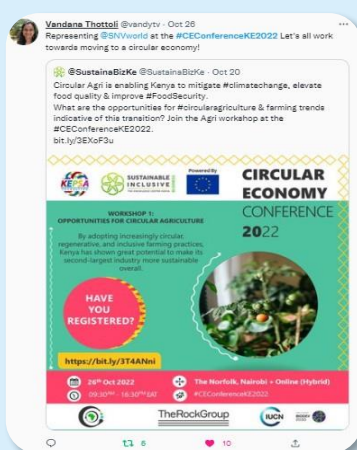 Vandana Thottoli @vandytv · Oct 26
Representing @SNVworld at the #CEConferenceKE2022 Let's all work
towards moving to a circular economy!
@SustainaBizKe @SustainaBizKe · Oct 20
Circular Agri is enabling Kenya to mitigate #climatechange, elevate
food quality & improve #FoodSecurity.
What are the opportunities for #circularagriculture & farming trends
indicative of this transition? Join the Agri workshop at the
#CEConferenceKE2022.
bit.ly/3EXoF3u
KEPSA
SUSTAINABLE
INCLUSIVE
Powered By
CIRCULAR
ECONOMY
CONFERENCE
2022
WORKSHOP 1:
OPPORTUNITIES FOR CIRCULAR AGRICULTURE
By adopting increasingly circular,
regenerative, and inclusive farming practices,
Kenya has shown great potential to make its
second-largest industry more sustainable
overall.
HAVE
YOU
REGISTERED?
https://bit.ly/3T4ANni
26th Oct 2022
The Norfolk, Nairobi + Online (Hybrid)
09:30AM - 16:30PM EAT
#CEConferenceKE2022
TheRockGroup
IUCN
6
10